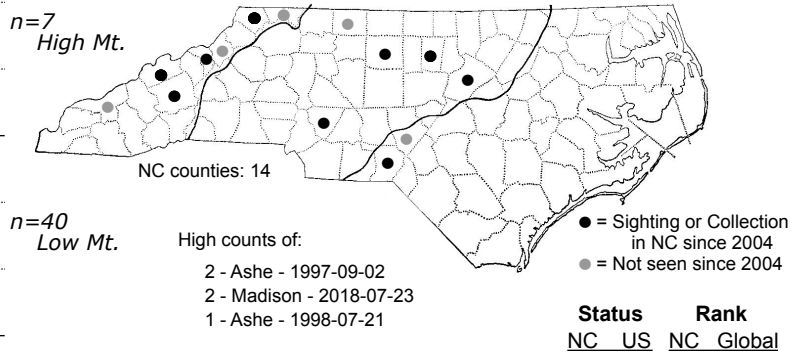 n=7
High Mt.
NC counties: 14
n=40
Low Mt.
High counts of:
2 - Ashe - 1997-09-02
2 - Madison - 2018-07-23
1 - Ashe - 1998-07-21
● = Sighting or Collection
in NC since 2004
● = Not seen since 2004
Status Rank
NC US NC Global